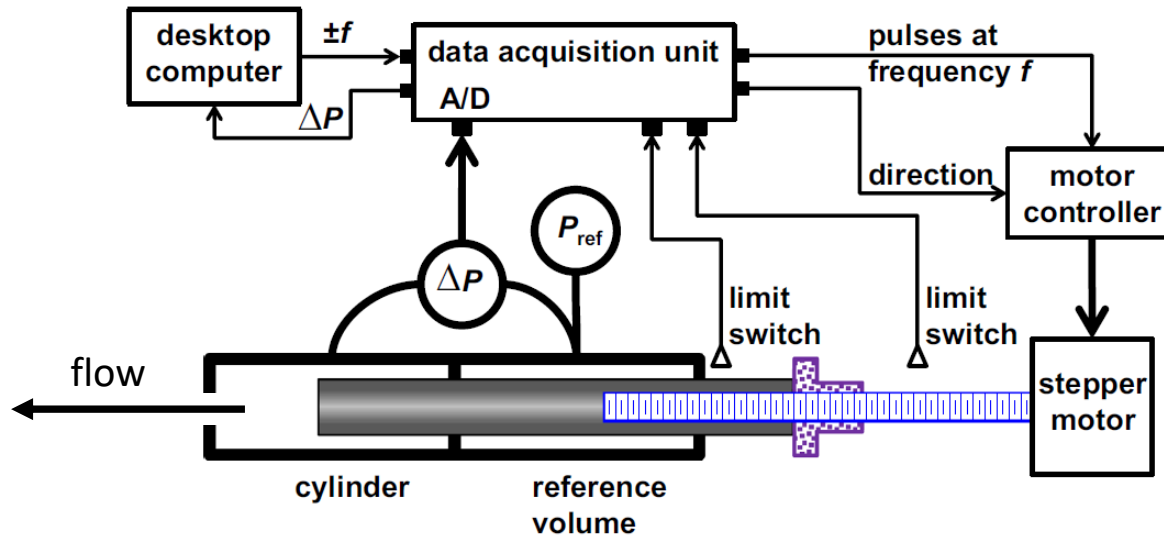 desktop
computer
±f
ΔP
data acquisition unit
A/D
pulses at
frequency f
direction
motor
controller
P_ref
ΔP
limit
switch
limit
switch
flow
stepper
motor
cylinder
reference
volume